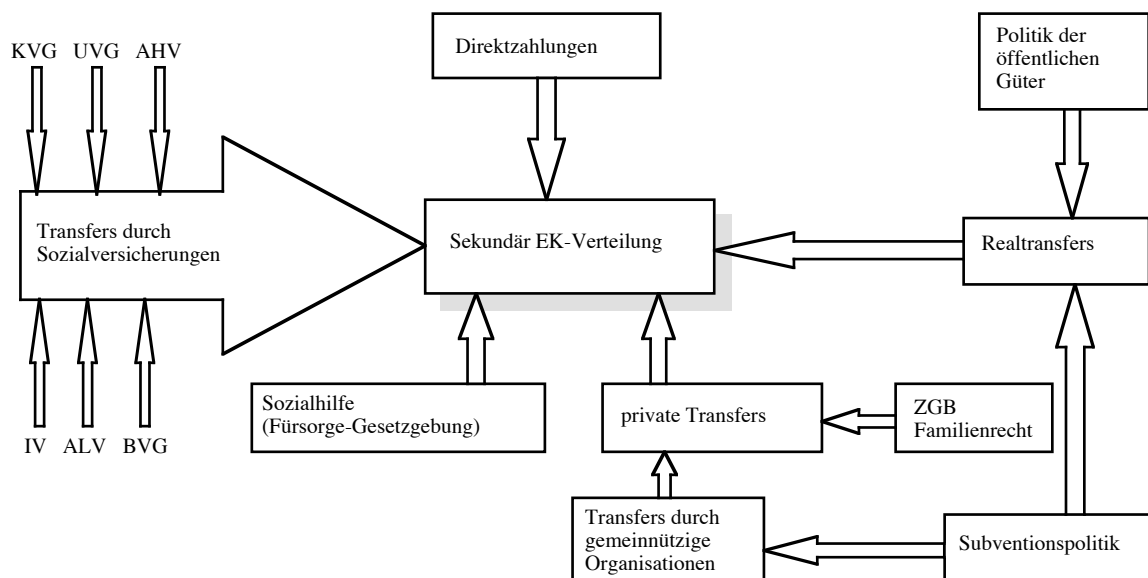 KVG UVG AHV
Direktzahlungen
Politik der
öffentlichen
Güter
Transfers durch
Sozialversicherungen
Sekundär EK-Verteilung
Realtransfers
IV ALV BVG
Sozialhilfe
(Fürsorge-Gesetzgebung)
private Transfers
ZGB
Familienrecht
Transfers durch
gemeinnützige
Organisationen
Subventionspolitik